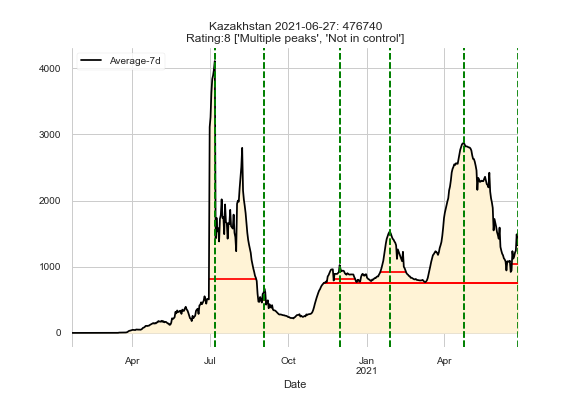 Kazakhstan 2021-06-27: 476740
Rating:8 ['Multiple peaks', 'Not in control']
Average-7d
4000
3000
2000
1000
0
Apr Jul Oct Jan Apr
2021
Date